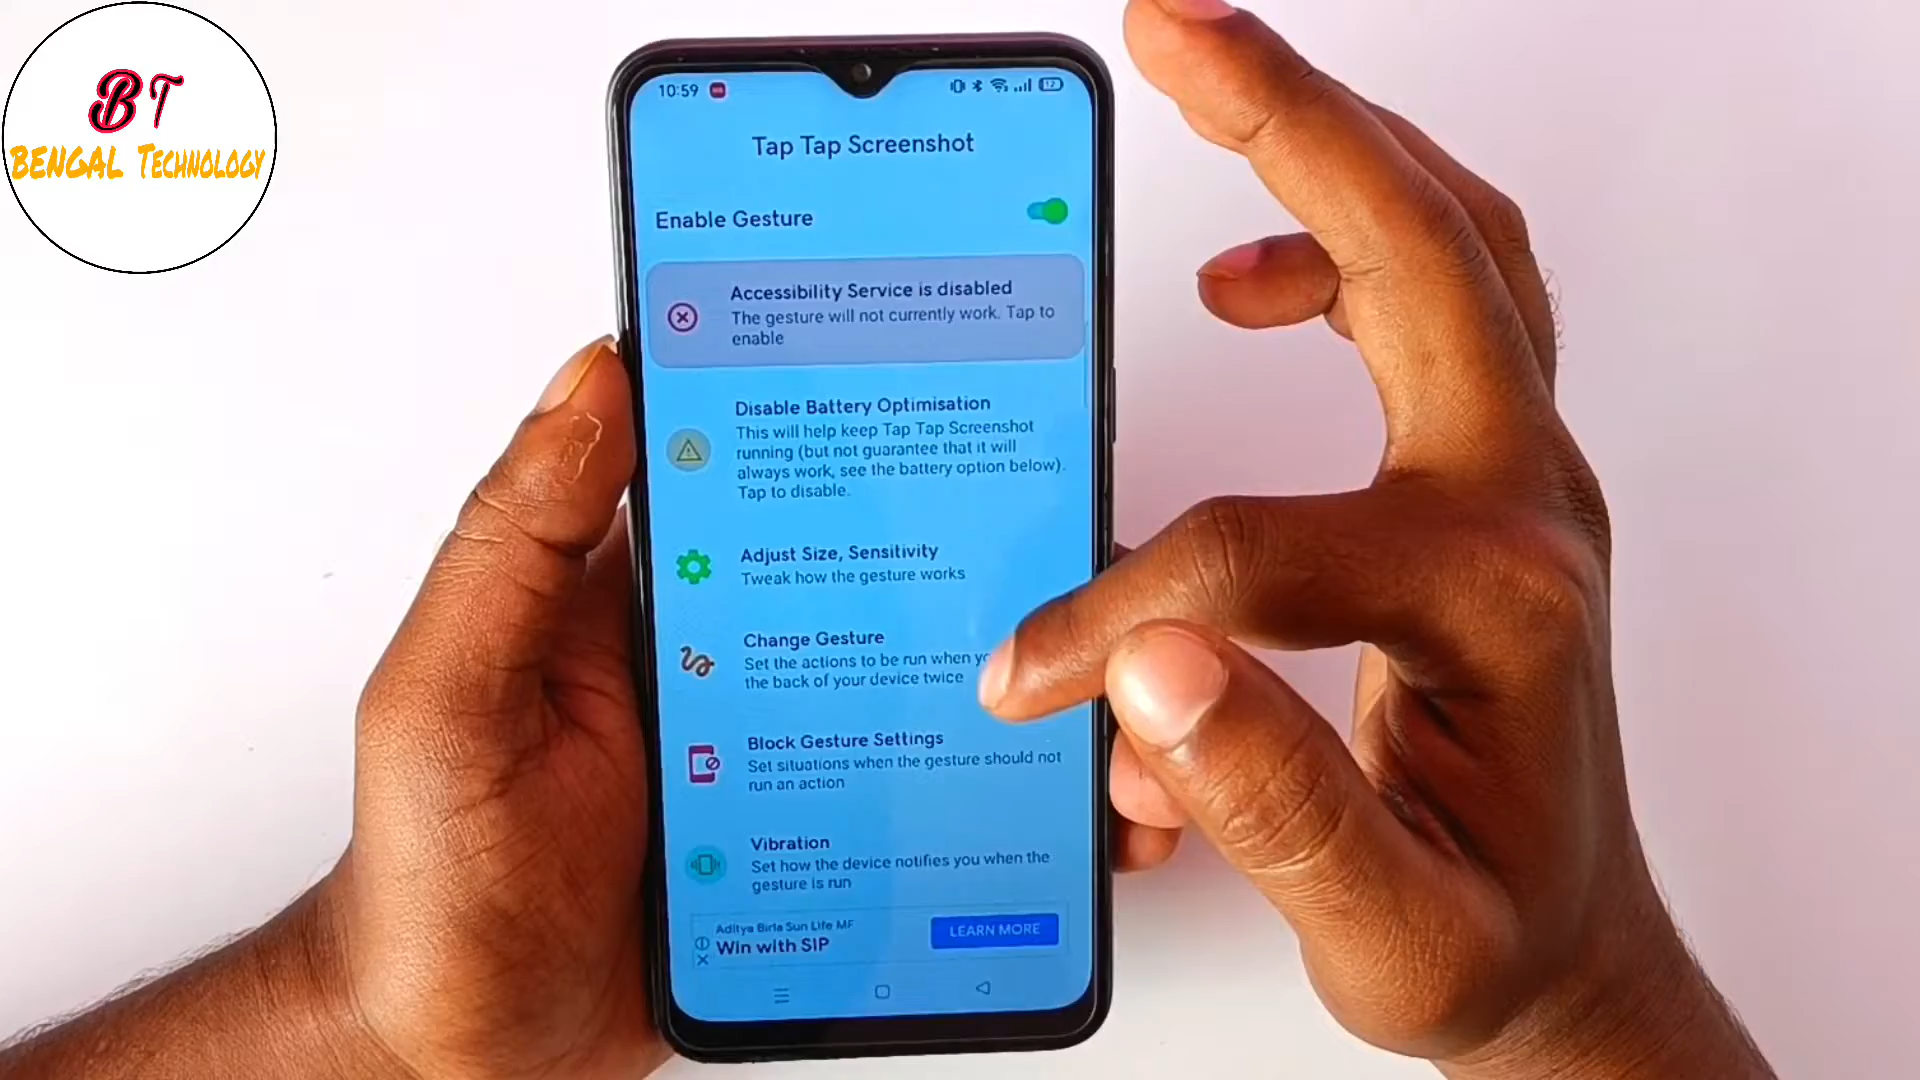 BT
BENGAL TECHNOLOGY
10:59
12
Tap Tap Screenshot
Enable Gesture
Accessibility Service is disabled
The gesture will not currently work. Tap to
enable
Disable Battery Optimisation
This will help keep Tap Tap Screenshot
running (but not guarantee that it will
always work, see the battery option below).
Tap to disable.
Adjust Size, Sensitivity
Tweak how the gesture works
Change Gesture
Set the actions to be run when
the back of your device twice
Block Gesture Settings
Set situations when the gesture should not
run an action
Vibration
Set how the device notifies you when the
gesture is run
Aditya Birla Sun Life MF
Win with SIP
LEARN MORE